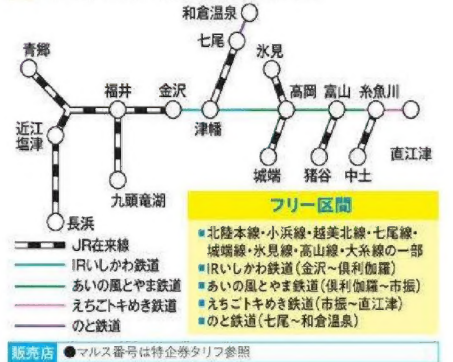 和倉温泉
七尾
氷見
青郷
福井
金沢
高岡
富山
糸魚川
近江
塩津
津幡
直江津
城端
猪谷
中土
九頭竜湖
長浜
JR在来線
IRいしかわ鉄道
あいの風とやま鉄道
えちごトキめき鉄道
のと鉄道
フリー区間
■北陸本線・小浜線・越美北線・七尾線・
城端線・氷見線・高山線・大糸線の一部
■IRいしかわ鉄道(金沢~倶利伽羅)
■あいの風とやま鉄道(倶利伽羅~市振)
■えちごトキめき鉄道(市振~直江津)
■のと鉄道(七尾~和倉温泉)
販売店 ●マルス番号は特企券タリフ参照